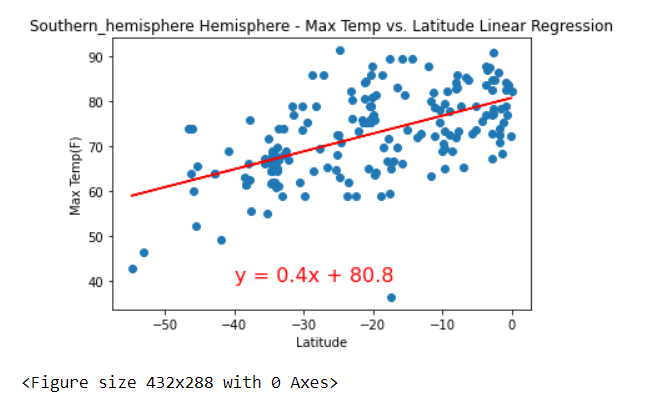 Southern_hemisphere Hemisphere - Max Temp vs. Latitude Linear Regression
90
80
70
60
50
40
Max Temp(F)
y = 0.4x + 80.8
−50 −40 −30 −20 −10 0
Latitude
<Figure size 432x288 with 0 Axes>